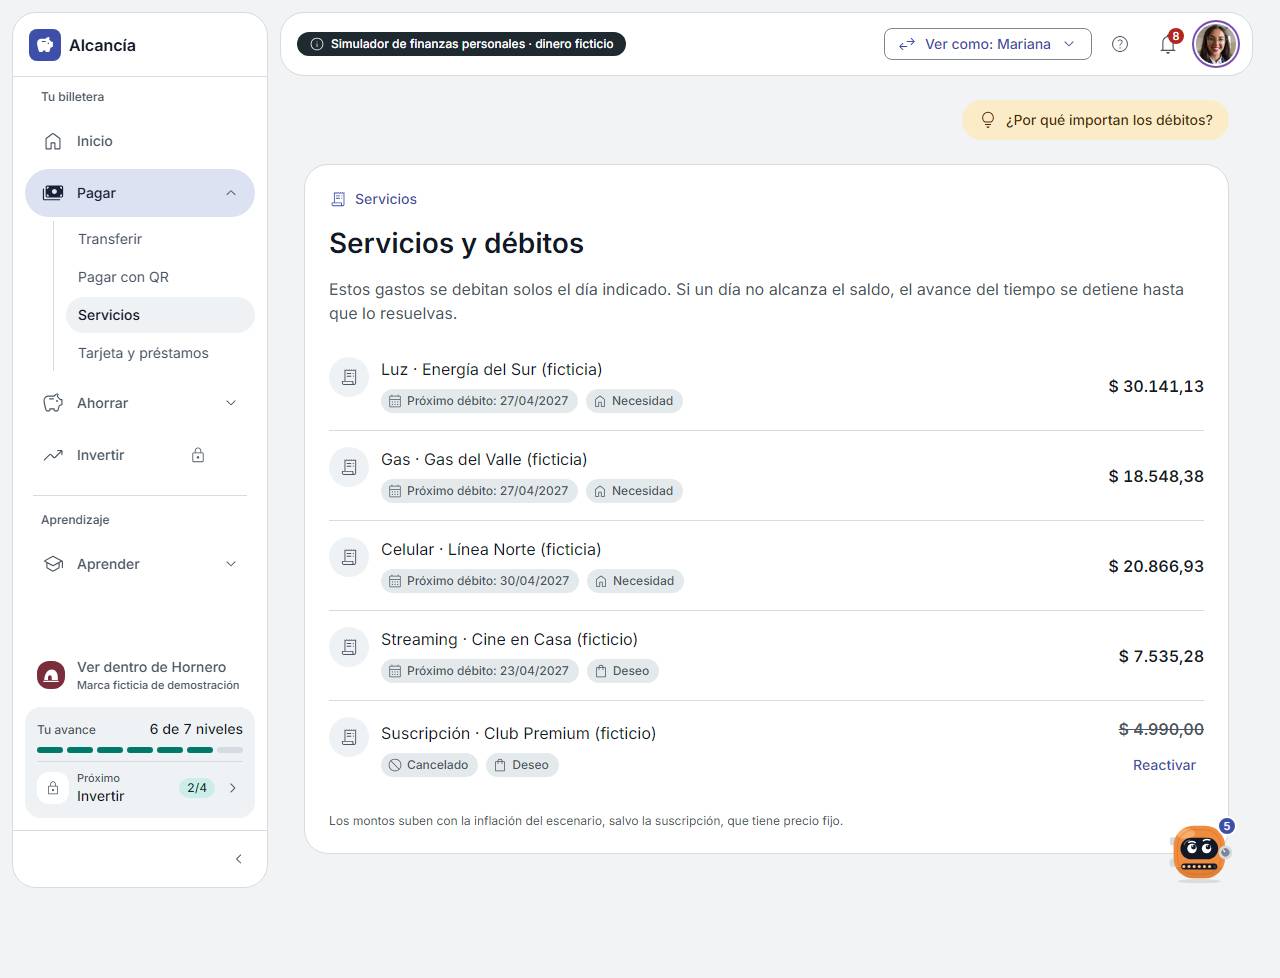 Alcancía
Simulador de finanzas personales · dinero ficticio
Ver como: Mariana
8
Tu billetera
Inicio
Pagar
Transferir
Pagar con QR
Servicios
Tarjeta y préstamos
Ahorrar
Invertir
Aprendizaje
Aprender
Ver dentro de Hornero
Marca ficticia de demostración
Tu avance 6 de 7 niveles
Próximo
Invertir
2/4
¿Por qué importan los débitos?
Servicios
Servicios y débitos
Estos gastos se debitan solos el día indicado. Si un día no alcanza el saldo, el avance del tiempo se detiene hasta
que lo resuelvas.
Luz · Energía del Sur (ficticia)
Próximo débito: 27/04/2027 Necesidad
$ 30.141,13
Gas · Gas del Valle (ficticia)
Próximo débito: 27/04/2027 Necesidad
$ 18.548,38
Celular · Línea Norte (ficticia)
Próximo débito: 30/04/2027 Necesidad
$ 20.866,93
Streaming · Cine en Casa (ficticio)
Próximo débito: 23/04/2027 Deseo
$ 7.535,28
Suscripción · Club Premium (ficticio)
Cancelado Deseo
$ 4.990,00
Reactivar
Los montos suben con la inflación del escenario, salvo la suscripción, que tiene precio fijo.
5